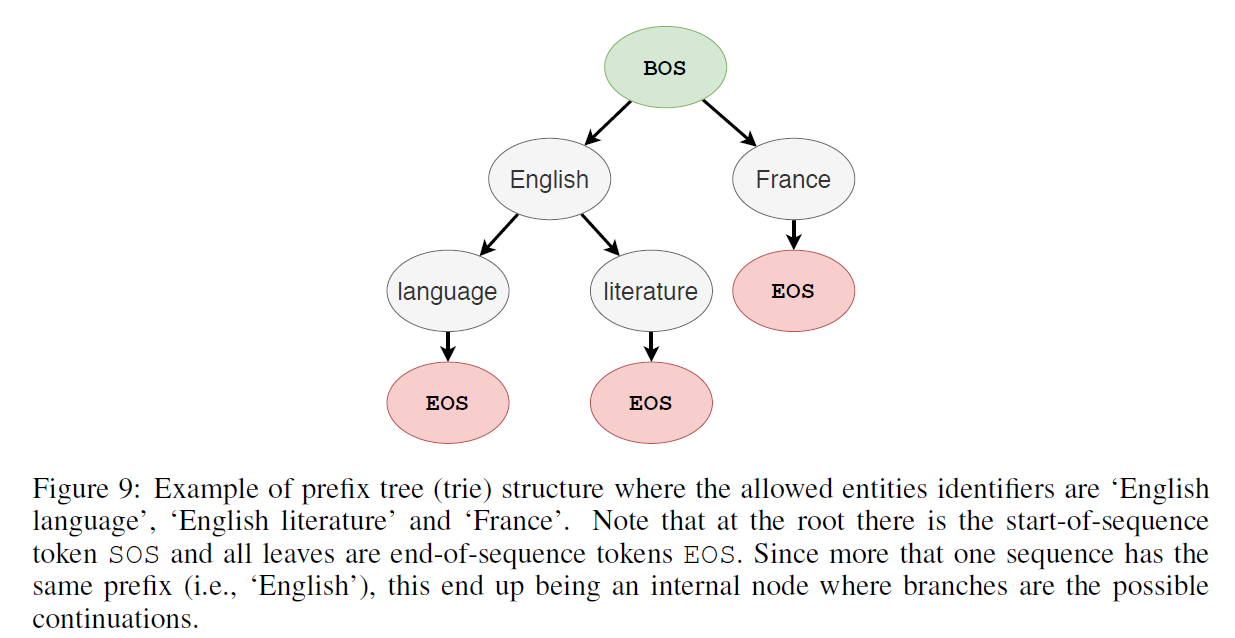 BOS
English
France
language
literature
EOS
EOS
EOS
Figure 9: Example of prefix tree (trie) structure where the allowed entities identifiers are ‘English
language’, ‘English literature’ and ‘France’. Note that at the root there is the start-of-sequence
token SOS and all leaves are end-of-sequence tokens EOS. Since more that one sequence has the
same prefix (i.e., ‘English’), this end up being an internal node where branches are the possible
continuations.